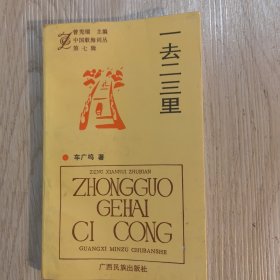 曾宪瑞 主编
中国歌海词丛
第七辑
一去二三里
车广鸣 著
ZENG XIANRUI ZHUBIAN
ZHONGGUO
GEHAI
CI CONG
GUANGXI MINZU CHUBANSHE
广西民族出版社